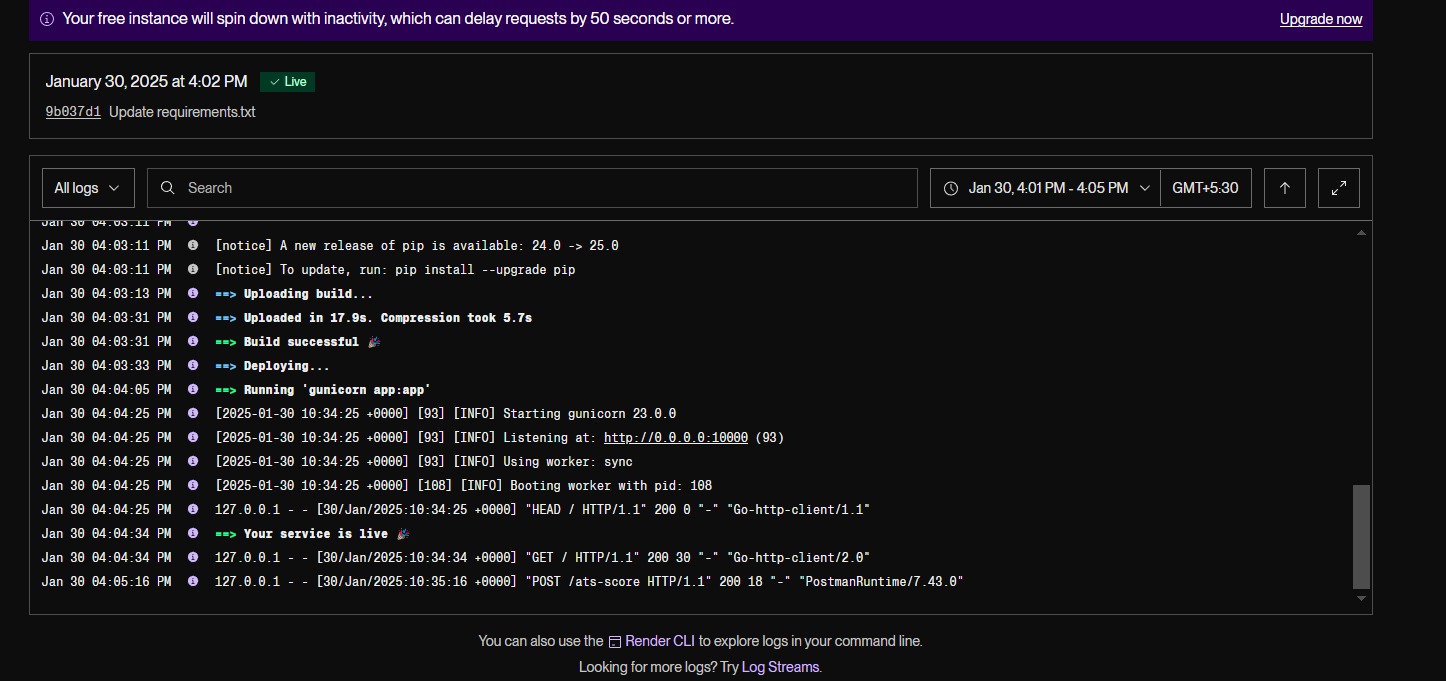 Your free instance will spin down with inactivity, which can delay requests by 50 seconds or more. Upgrade now
January 30, 2025 at 4:02 PM Live
9b037d1 Update requirements.txt
All logs Search Jan 30, 4:01 PM - 4:05 PM GMT+5:30
Jan 30 04:03:11 PM
Jan 30 04:03:11 PM [notice] A new release of pip is available: 24.0 -> 25.0
Jan 30 04:03:11 PM [notice] To update, run: pip install --upgrade pip
Jan 30 04:03:13 PM ==> Uploading build...
Jan 30 04:03:31 PM ==> Uploaded in 17.9s. Compression took 5.7s
Jan 30 04:03:31 PM ==> Build successful 🎉
Jan 30 04:03:33 PM ==> Deploying...
Jan 30 04:04:05 PM ==> Running 'gunicorn app:app'
Jan 30 04:04:25 PM [2025-01-30 10:34:25 +0000] [93] [INFO] Starting gunicorn 23.0.0
Jan 30 04:04:25 PM [2025-01-30 10:34:25 +0000] [93] [INFO] Listening at: http://0.0.0.0:10000 (93)
Jan 30 04:04:25 PM [2025-01-30 10:34:25 +0000] [93] [INFO] Using worker: sync
Jan 30 04:04:25 PM [2025-01-30 10:34:25 +0000] [108] [INFO] Booting worker with pid: 108
Jan 30 04:04:25 PM 127.0.0.1 - - [30/Jan/2025:10:34:25 +0000] "HEAD / HTTP/1.1" 200 0 "-" "Go-http-client/1.1"
Jan 30 04:04:34 PM ==> Your service is live 🎉
Jan 30 04:04:34 PM 127.0.0.1 - - [30/Jan/2025:10:34:34 +0000] "GET / HTTP/1.1" 200 30 "-" "Go-http-client/2.0"
Jan 30 04:05:16 PM 127.0.0.1 - - [30/Jan/2025:10:35:16 +0000] "POST /ats-score HTTP/1.1" 200 18 "-" "PostmanRuntime/7.43.0"
You can also use the Render CLI to explore logs in your command line.
Looking for more logs? Try Log Streams.